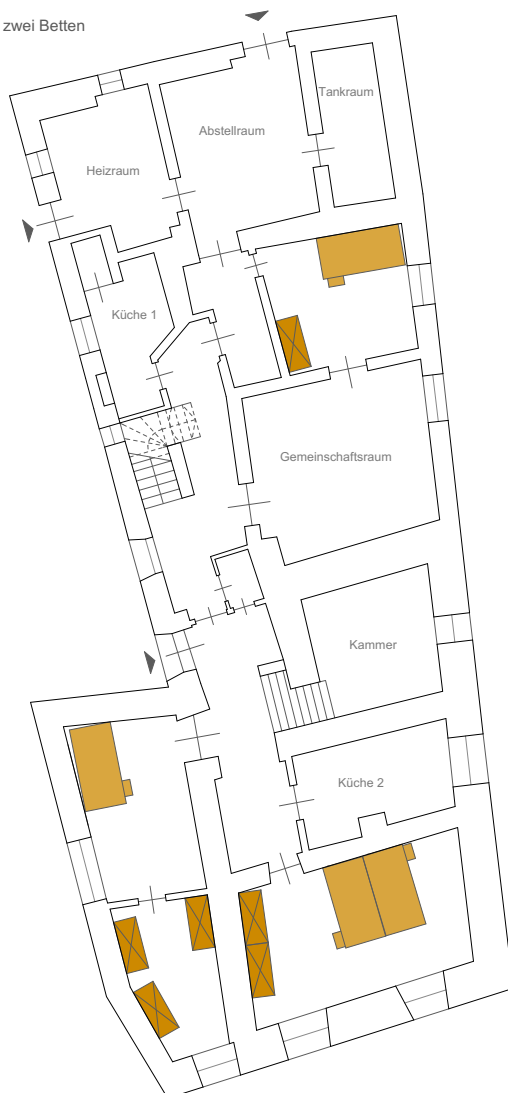 zwei Betten
Tankraum
Abstellraum
Heizraum
Küche 1
Gemeinschaftsraum
Kammer
Küche 2